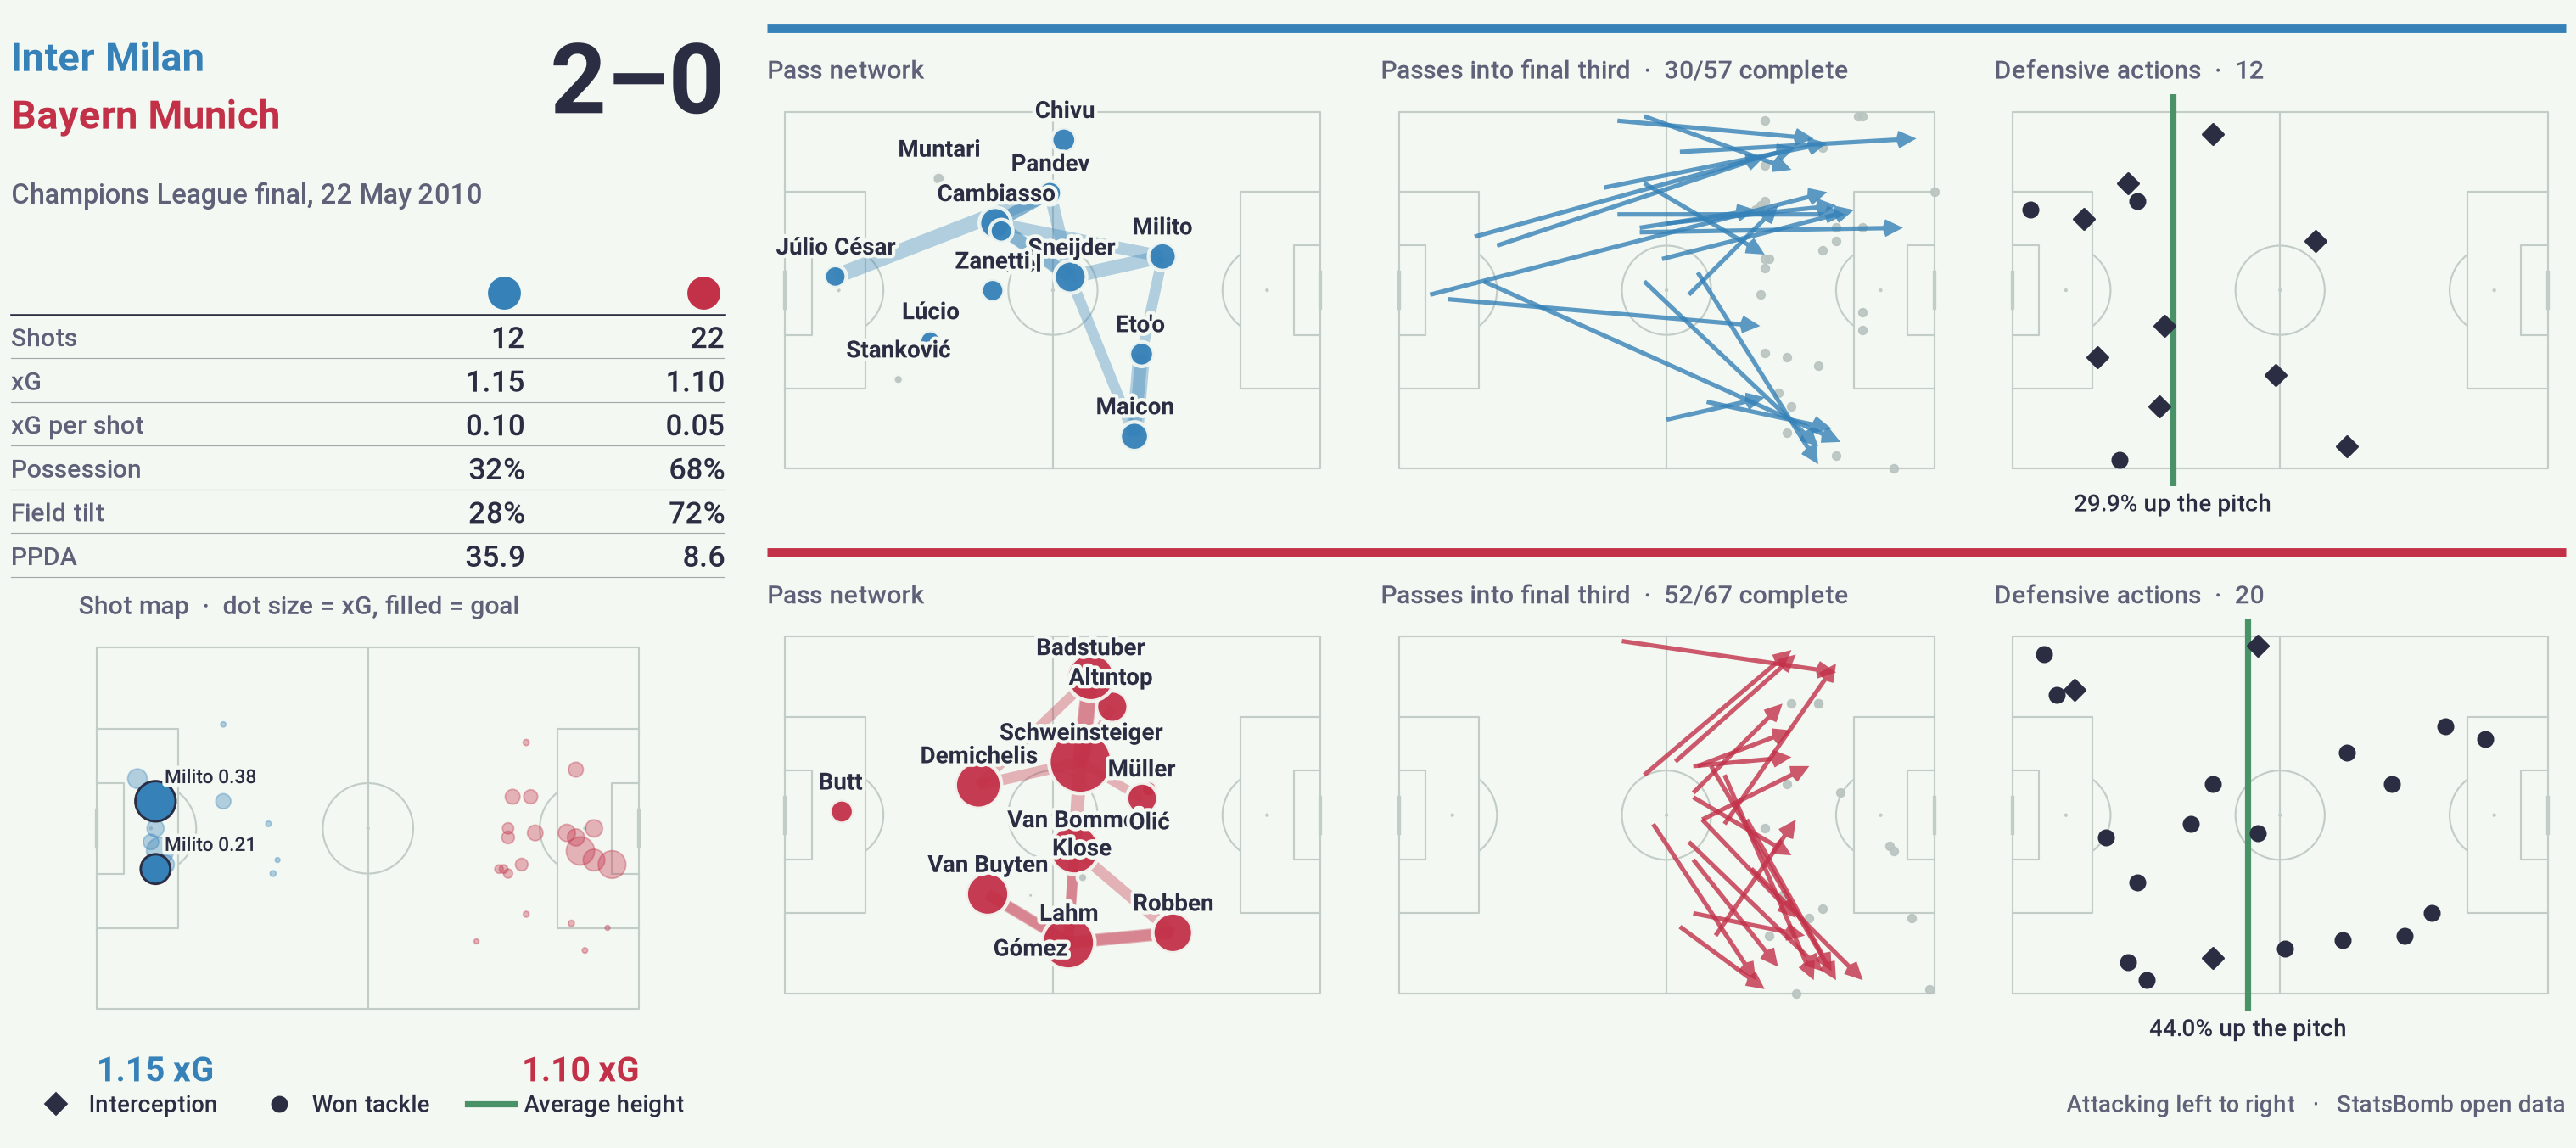 Inter Milan
Bayern Munich
2–0
Champions League final, 22 May 2010
Shots 12 22
xG 1.15 1.10
xG per shot 0.10 0.05
Possession 32% 68%
Field tilt 28% 72%
PPDA 35.9 8.6
Shot map · dot size = xG, filled = goal
Milito 0.38
Milito 0.21
1.15 xG
1.10 xG
Interception
Won tackle
Average height
Pass network
Chivu
Muntari
Pandev
Cambiasso
Milito
Júlio César
Sneijder
Zanetti
Lúcio
Eto'o
Stanković
Maicon
Passes into final third · 30/57 complete
Defensive actions · 12
29.9% up the pitch
Pass network
Badstuber
Altıntop
Schweinsteiger
Demichelis
Müller
Butt
Van Bomm
Olić
Klose
Van Buyten
Robben
Lahm
Gómez
Passes into final third · 52/67 complete
Defensive actions · 20
44.0% up the pitch
Attacking left to right · StatsBomb open data